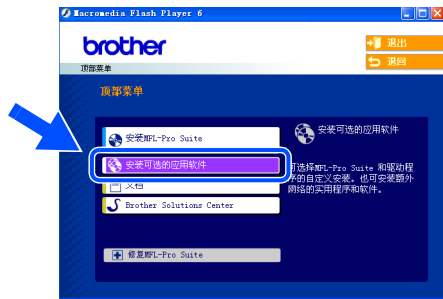 Macromedia Flash Player 6
brother
退出
退回
顶部菜单
顶部菜单
安装MFL-Pro Suite
安装可选的应用软件
文档
Brother Solutions Center
修复MFL-Pro Suite
安装可选的应用软件
可选择MFL-Pro Suite 和驱动程
序的自定义安装。也可安装额外
网络的实用程序和软件。